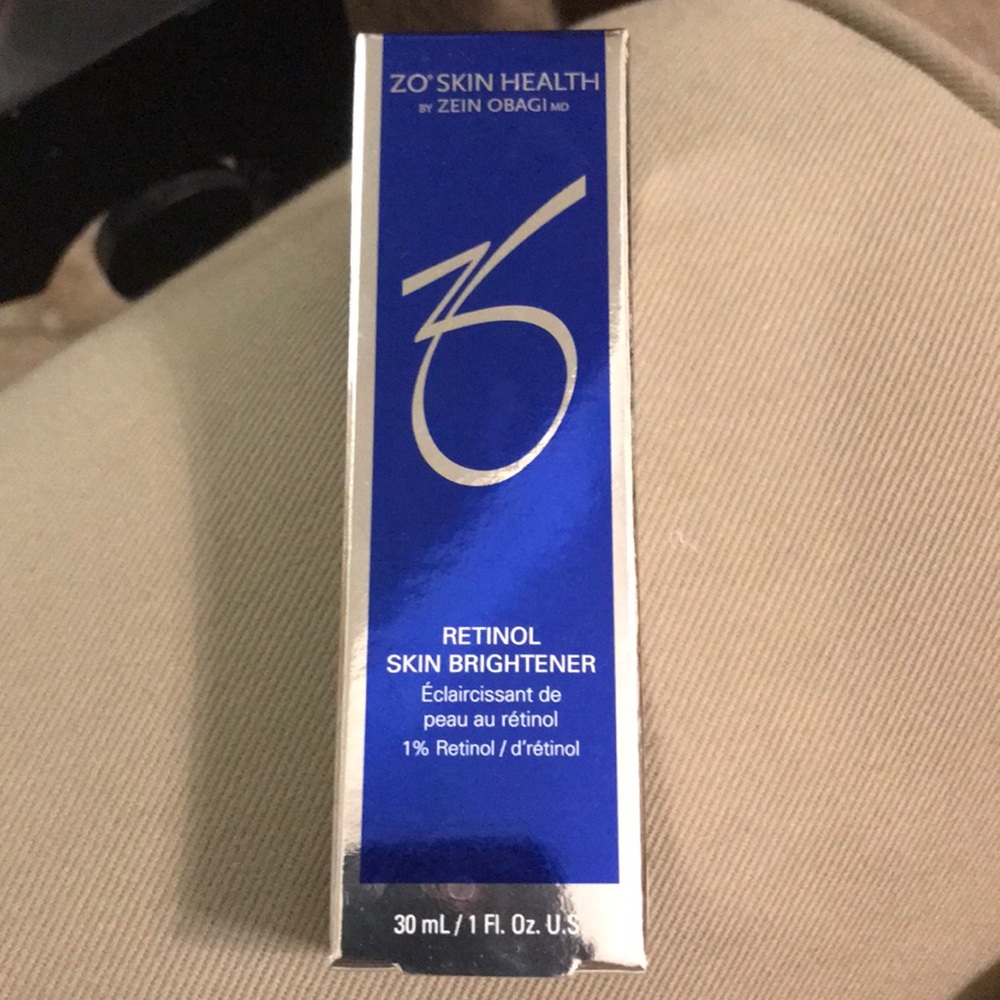 ZO® SKIN HEALTH
BY ZEIN OBAGI MD
ZO
RETINOL
SKIN BRIGHTENER
Éclaircissant de
peau au rétinol
1% Retinol / d'rétinol
30 mL / 1 Fl. Oz. U.S